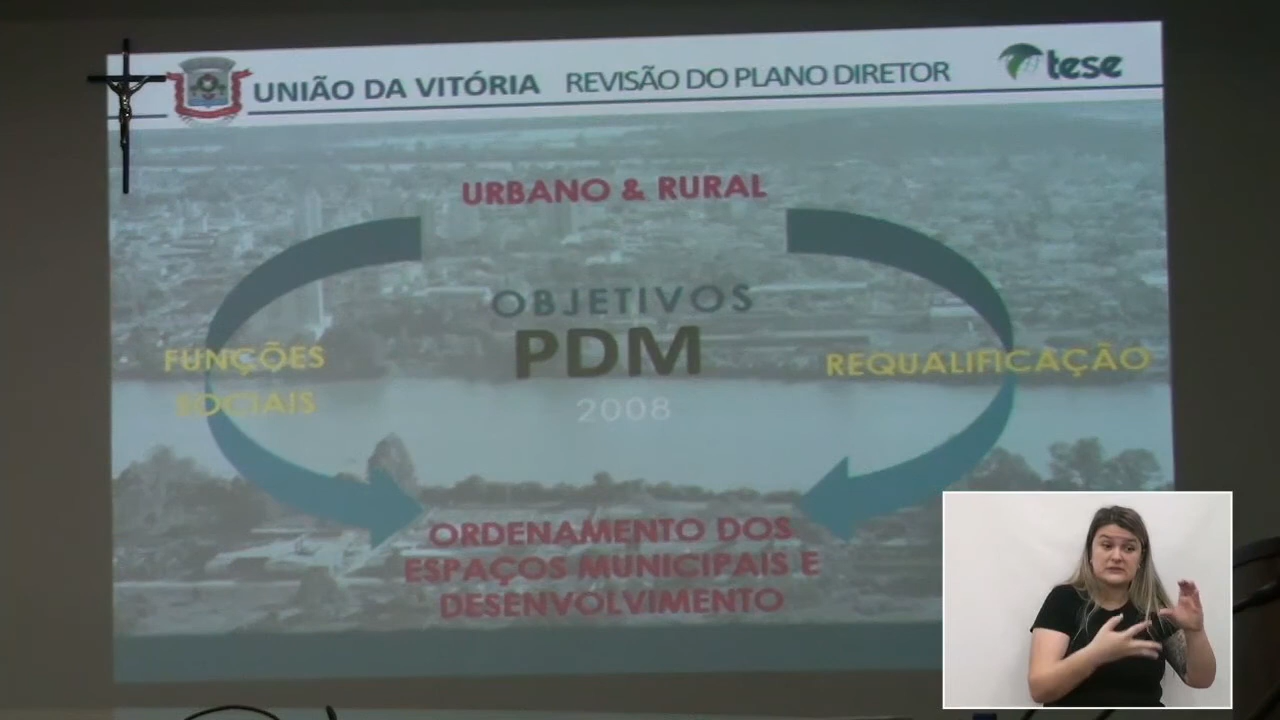 UNIÃO DA VITÓRIA REVISÃO DO PLANO DIRETOR
tese
URBANO & RURAL
OBJETIVOS
PDM
2008
FUNÇÕES
SOCIAIS
REQUALIFICAÇÃO
ORDENAMENTO DOS
ESPAÇOS MUNICIPAIS E
DESENVOLVIMENTO